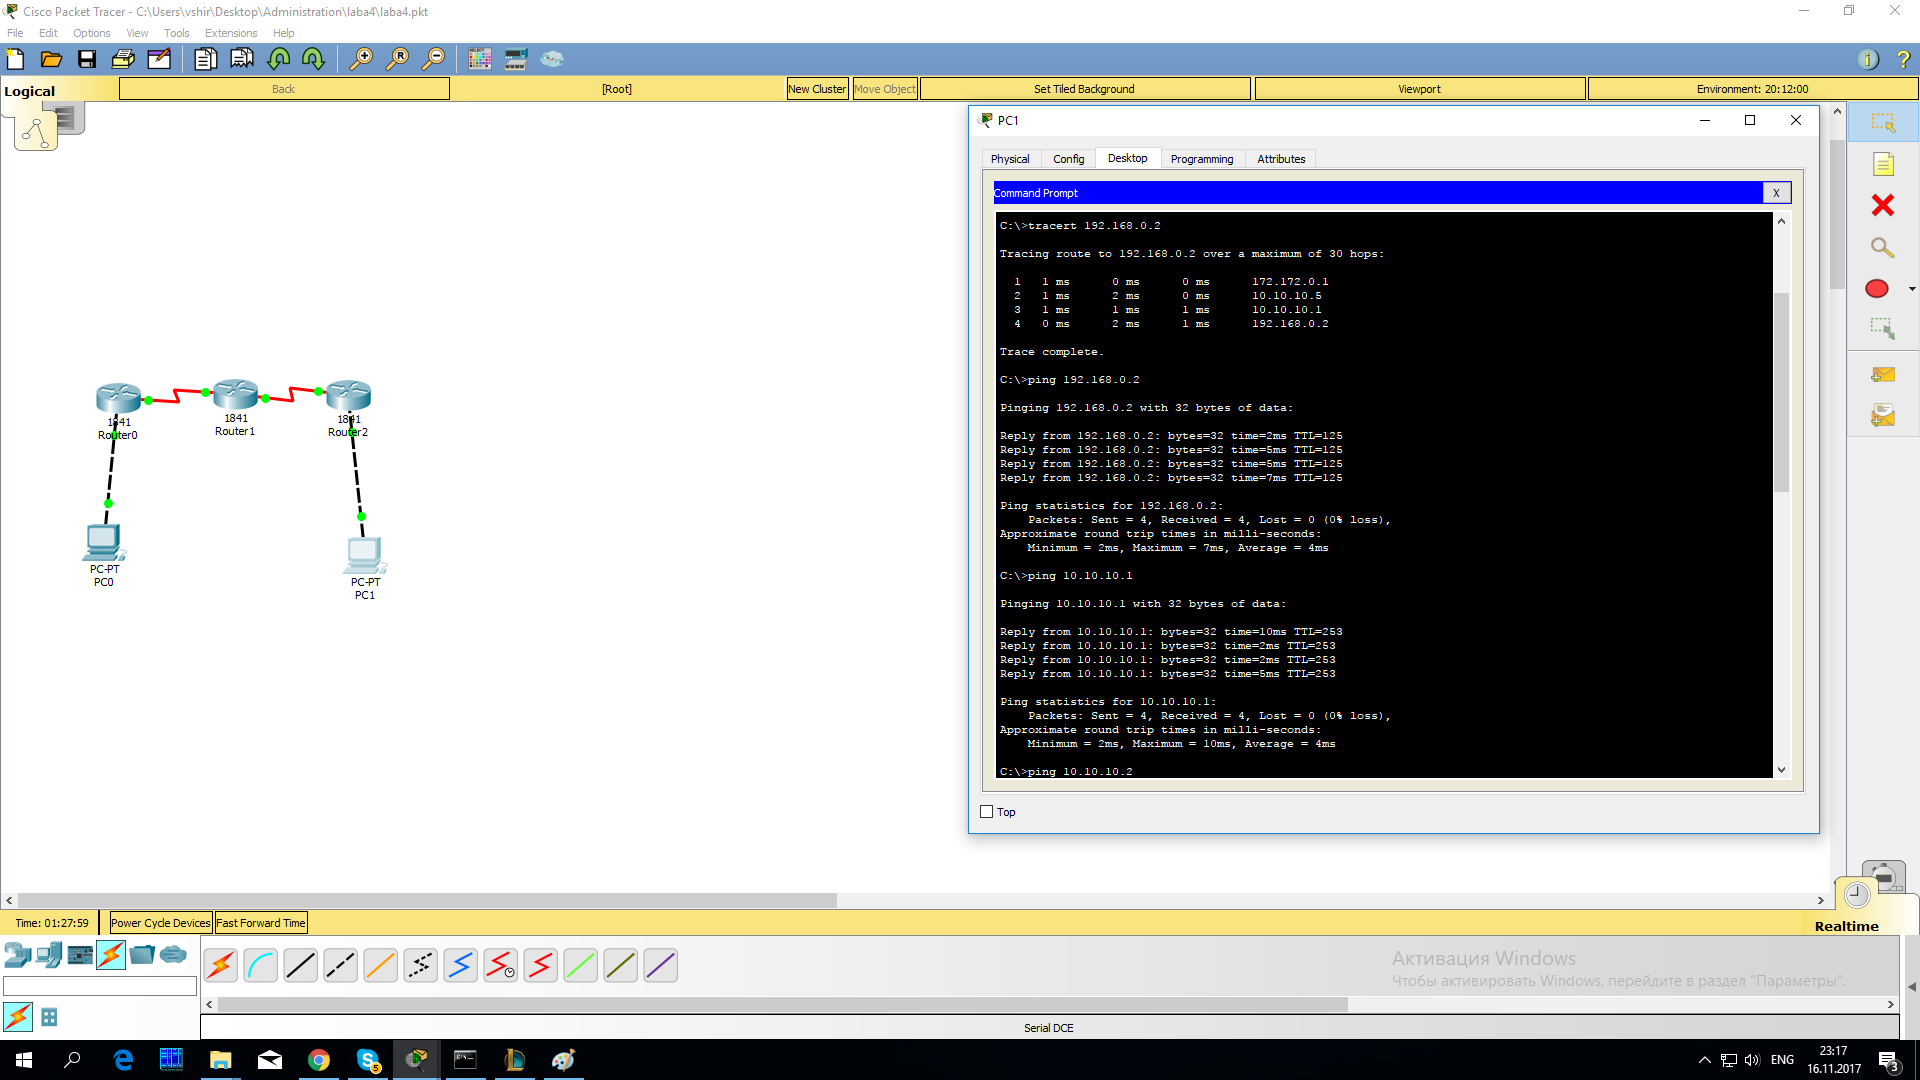 Cisco Packet Tracer - C:\Users\vshir\Desktop\Administration\laba4\laba4.pkt
File Edit Options View Tools Extensions Help
Logical Back [Root] New Cluster Move Object Set Tiled Background Viewport Environment: 20:12:00
PC1
Physical Config Desktop Programming Attributes
Command Prompt X
C:\>tracert 192.168.0.2
Tracing route to 192.168.0.2 over a maximum of 30 hops:
1 1 ms 0 ms 0 ms 172.172.0.1
2 1 ms 2 ms 0 ms 10.10.10.5
3 1 ms 1 ms 1 ms 10.10.10.1
4 0 ms 2 ms 1 ms 192.168.0.2
Trace complete.
C:\>ping 192.168.0.2
Pinging 192.168.0.2 with 32 bytes of data:
Reply from 192.168.0.2: bytes=32 time=2ms TTL=125
Reply from 192.168.0.2: bytes=32 time=5ms TTL=125
Reply from 192.168.0.2: bytes=32 time=5ms TTL=125
Reply from 192.168.0.2: bytes=32 time=7ms TTL=125
Ping statistics for 192.168.0.2:
Packets: Sent = 4, Received = 4, Lost = 0 (0% loss),
Approximate round trip times in milli-seconds:
Minimum = 2ms, Maximum = 7ms, Average = 4ms
C:\>ping 10.10.10.1
Pinging 10.10.10.1 with 32 bytes of data:
Reply from 10.10.10.1: bytes=32 time=10ms TTL=253
Reply from 10.10.10.1: bytes=32 time=2ms TTL=253
Reply from 10.10.10.1: bytes=32 time=2ms TTL=253
Reply from 10.10.10.1: bytes=32 time=5ms TTL=253
Ping statistics for 10.10.10.1:
Packets: Sent = 4, Received = 4, Lost = 0 (0% loss),
Approximate round trip times in milli-seconds:
Minimum = 2ms, Maximum = 10ms, Average = 4ms
C:\>ping 10.10.10.2
Top
1841
Router0
1841
Router1
1841
Router2
PC-PT
PC0
PC-PT
PC1
Time: 01:27:59 Power Cycle Devices Fast Forward Time
Realtime
Активация Windows
Чтобы активировать Windows, перейдите в раздел "Параметры".
Serial DCE
ENG
23:17
16.11.2017
5
3